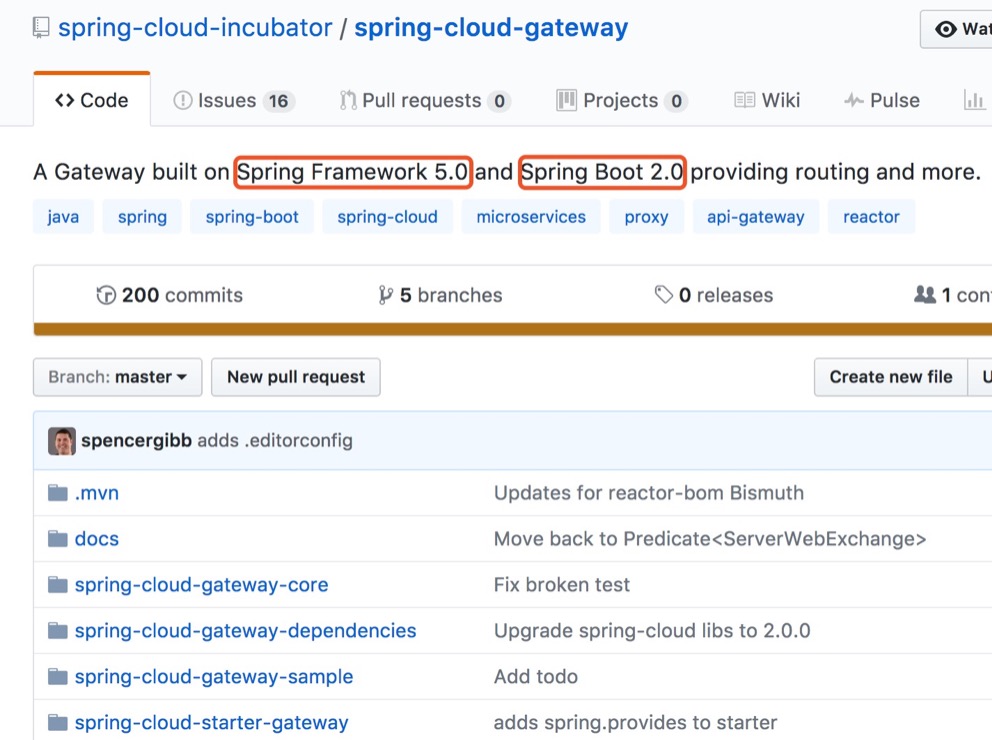 spring-cloud-incubator / spring-cloud-gateway
<> Code Issues 16 Pull requests 0 Projects 0 Wiki Pulse
A Gateway built on Spring Framework 5.0 and Spring Boot 2.0 providing routing and more.
java spring spring-boot spring-cloud microservices proxy api-gateway reactor
200 commits 5 branches 0 releases 1
Branch: master New pull request Create new file
spencergibb adds .editorconfig
.mvn Updates for reactor-bom Bismuth
docs Move back to Predicate<ServerWebExchange>
spring-cloud-gateway-core Fix broken test
spring-cloud-gateway-dependencies Upgrade spring-cloud libs to 2.0.0
spring-cloud-gateway-sample Add todo
spring-cloud-starter-gateway adds spring.provides to starter